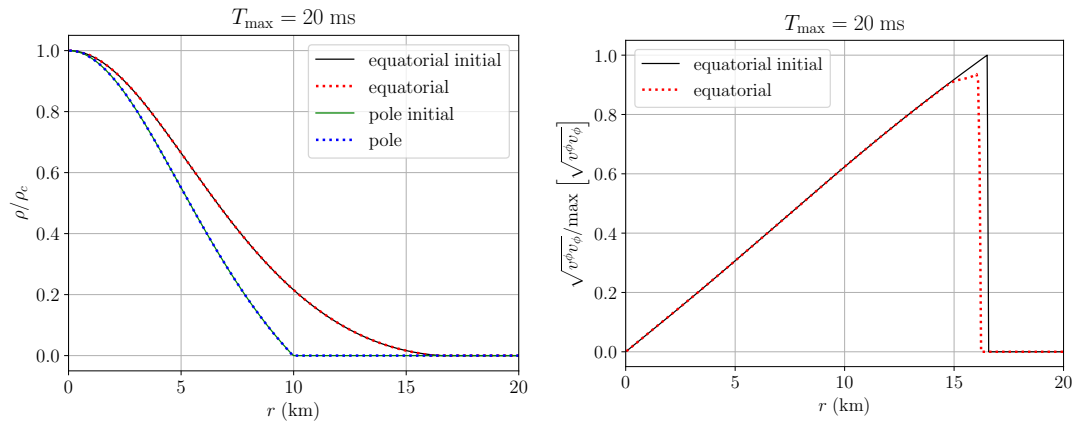 T_max = 20 ms
1.0
0.8
0.6
0.4
0.2
0.0
ρ/ρ_c
equatorial initial
equatorial
pole initial
pole
0 5 10 15 20
r (km)
T_max = 20 ms
1.0
0.8
0.6
0.4
0.2
0.0
√v^ϕv_ϕ/max [√v^ϕv_ϕ]
equatorial initial
equatorial
0 5 10 15 20
r (km)